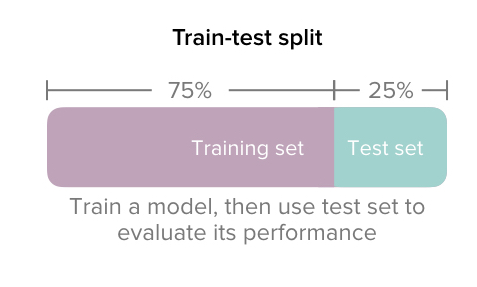 Train-test split
75% 25%
Training set Test set
Train a model, then use test set to
evaluate its performance